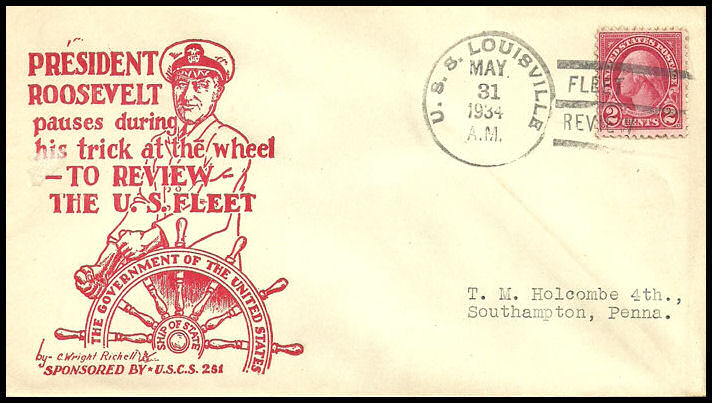 PRESIDENT
ROOSEVELT
pauses during
his trick at the wheel
— TO REVIEW —
THE U.S. FLEET
THE GOVERNMENT OF THE UNITED STATES
SHIP OF STATE
by - C. Wright Richell
SPONSORED BY ★ U.S.C.S. 261
U. S. S. LOUISVILLE
MAY
31
1934
A.M.
FLEET
REVIEW
UNITED STATES POSTAGE
2 CENTS 2
T. M. Holcombe 4th.,
Southampton, Penna.